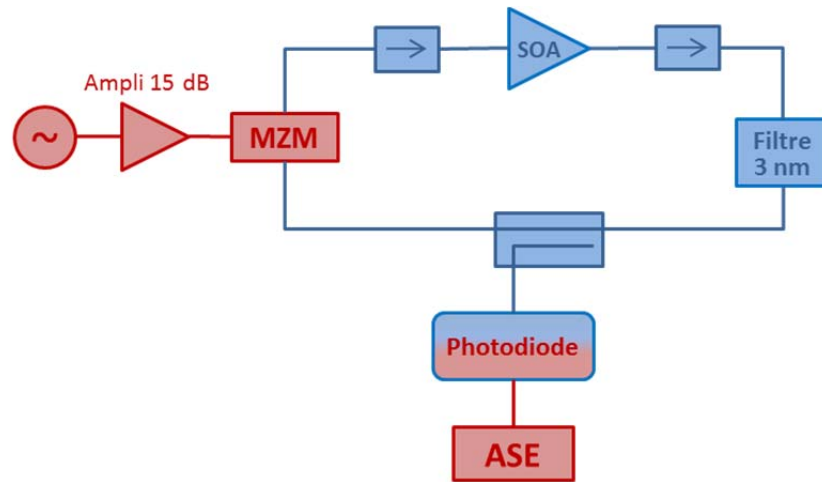 SOA
Ampli 15 dB
~
MZM
Filtre
3 nm
Photodiode
ASE